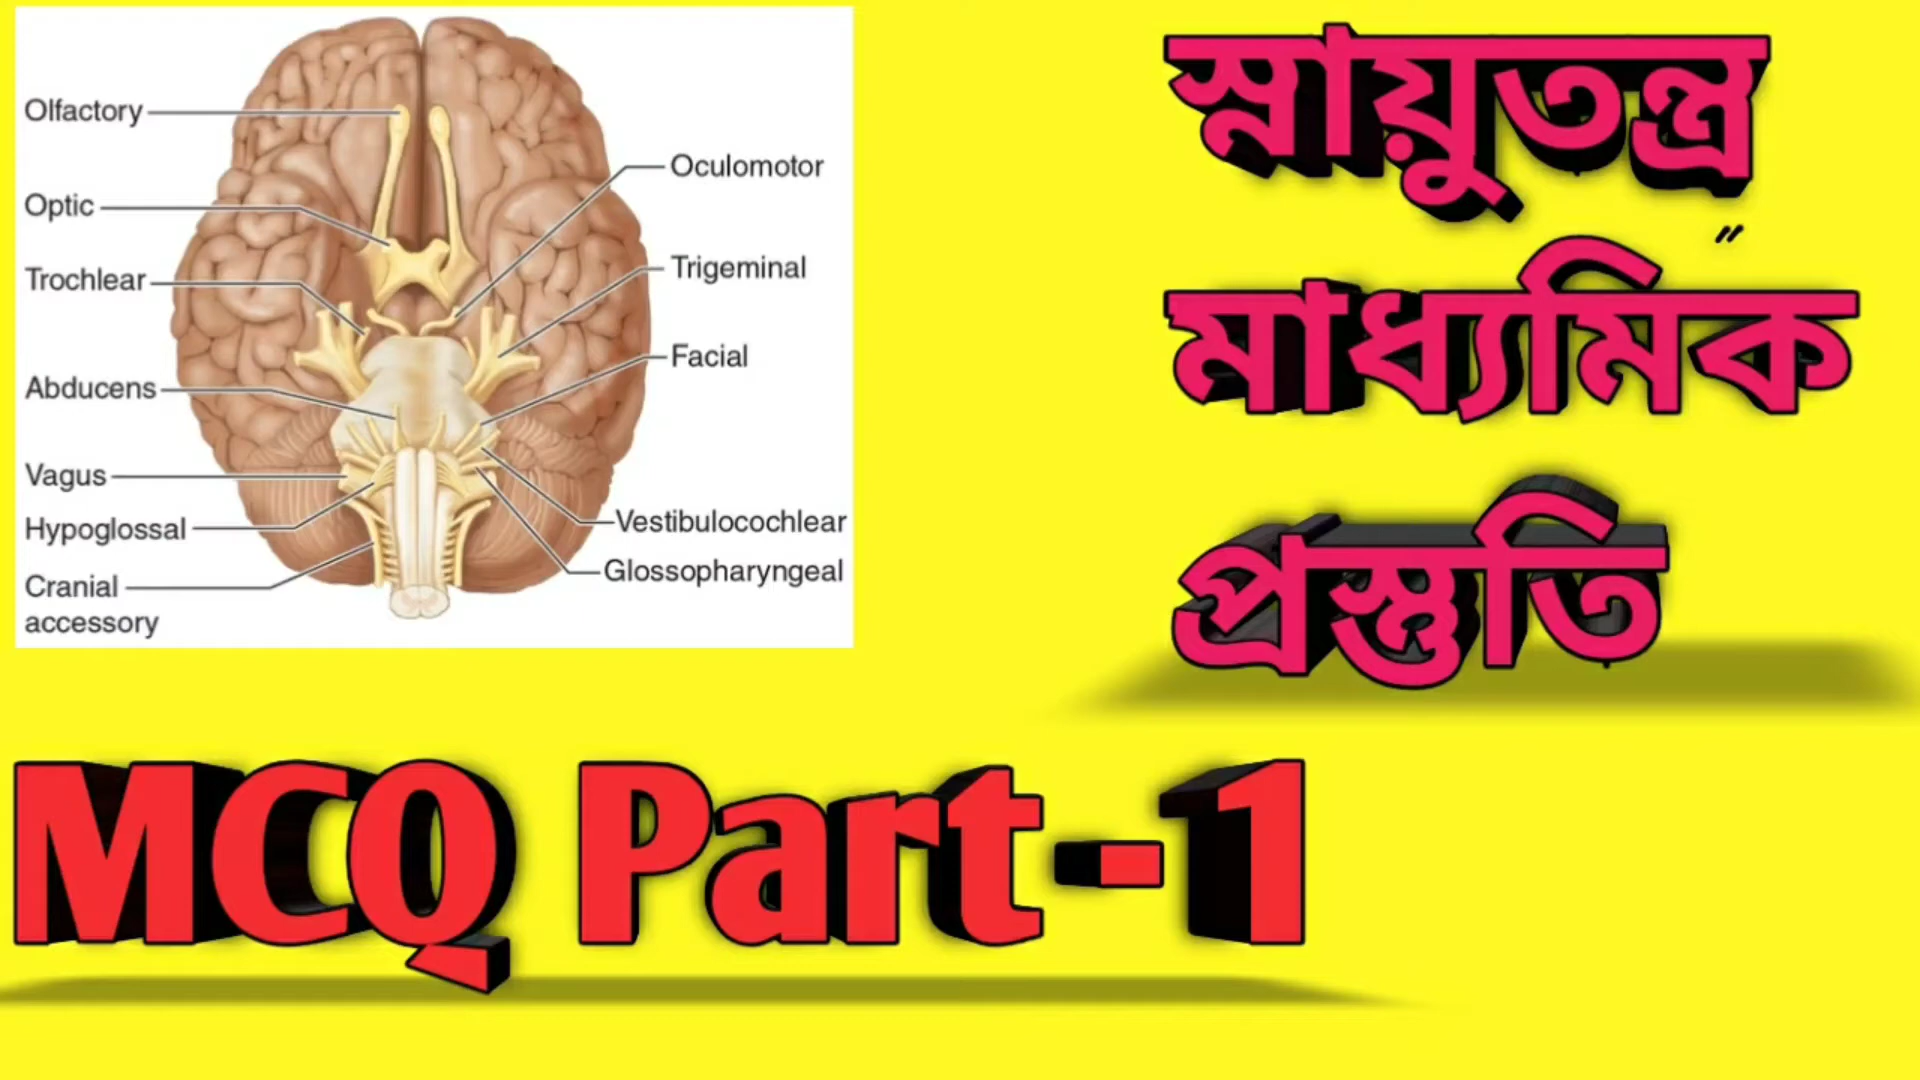 Olfactory
Optic
Trochlear
Abducens
Vagus
Hypoglossal
Cranial
accessory
Oculomotor
Trigeminal
Facial
Vestibulocochlear
Glossopharyngeal
স্নায়ুতন্ত্র
"
মাধ্যমিক
প্রস্তুতি
MCQ Part-1